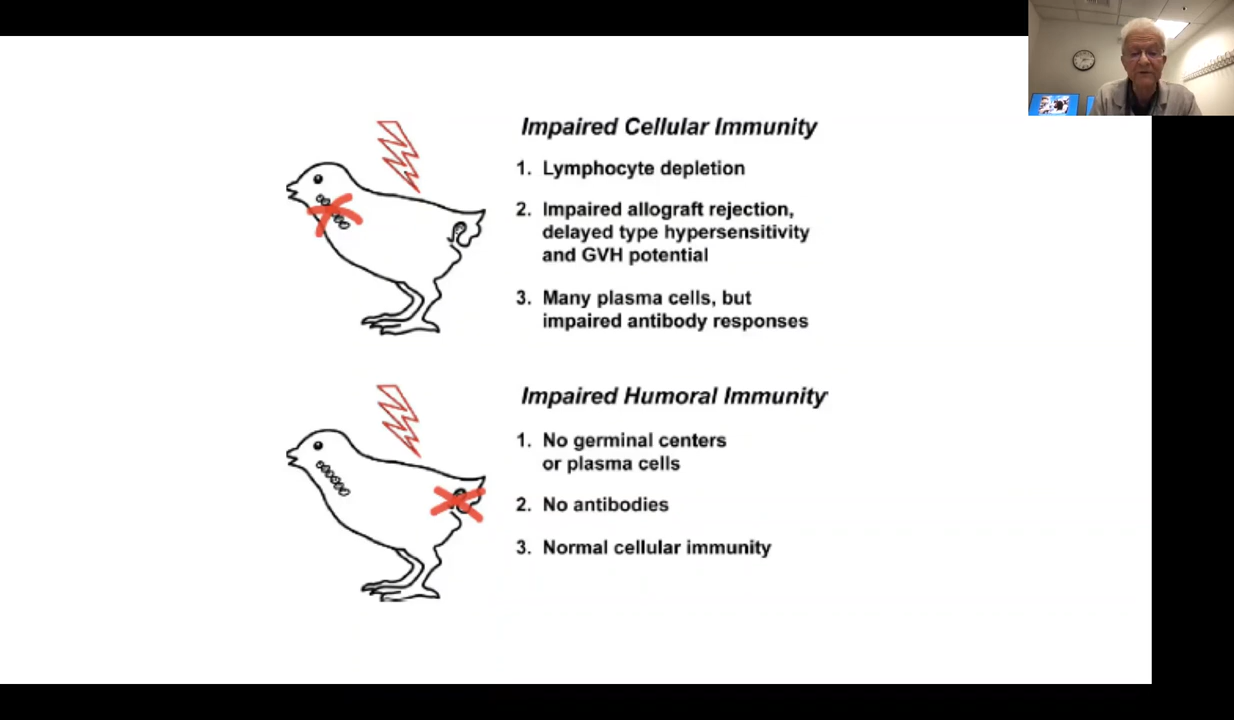 Impaired Cellular Immunity
1. Lymphocyte depletion
2. Impaired allograft rejection,
delayed type hypersensitivity
and GVH potential
3. Many plasma cells, but
impaired antibody responses
Impaired Humoral Immunity
1. No germinal centers
or plasma cells
2. No antibodies
3. Normal cellular immunity